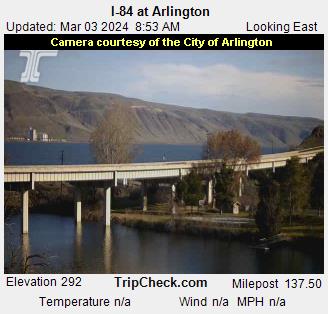 I-84 at Arlington
Updated: Mar 03 2024 8:53 AM Looking East
Camera courtesy of the City of Arlington
Elevation 292 TripCheck.com Milepost 137.50
Temperature n/a Wind n/a MPH n/a